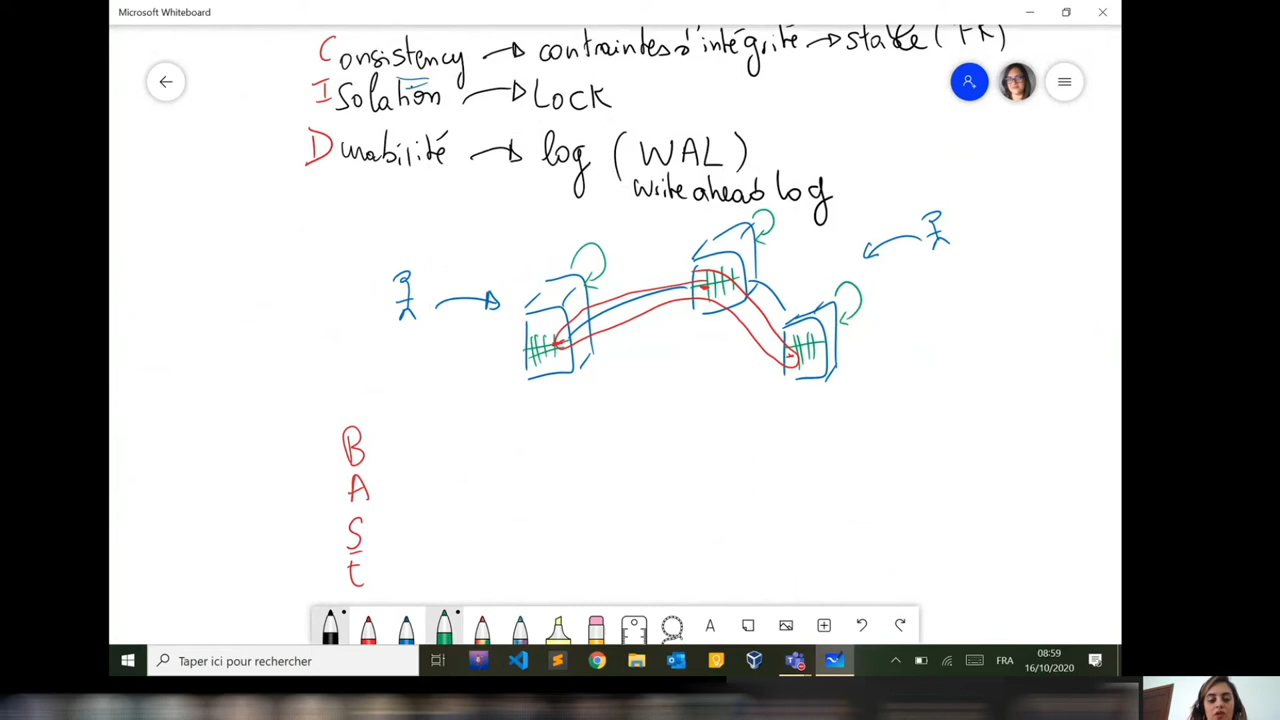 Microsoft Whiteboard
Consistency → contraintes d'intégrité → stable (FK)
Isolation → Lock
Durabilité → log (WAL)
write ahead log
B
A
S
t
Taper ici pour rechercher
FRA
08:59
16/10/2020